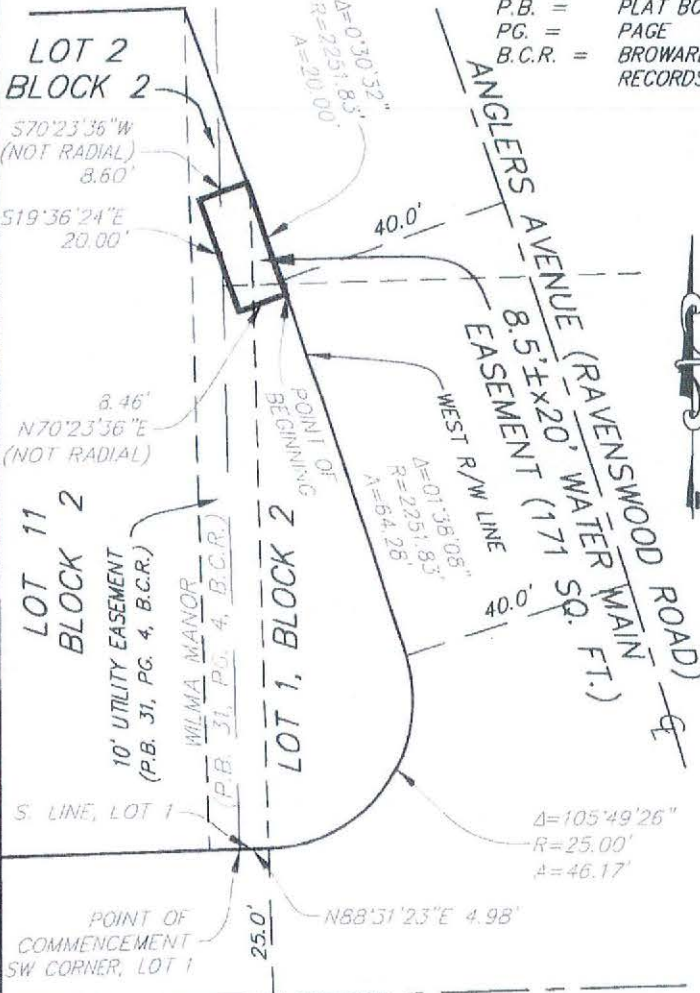 P.B. = PLAT BO
PG. = PAGE
B.C.R. = BROWARD
RECORDS
LOT 2
BLOCK 2
Δ=0°30'32"
R=2251.83'
A=20.00'
S70°23'36"W
(NOT RADIAL)
8.60'
S19°36'24"E
20.00'
40.0'
ANGLERS AVENUE (RAVENSWOOD ROAD)
8.5'±x20' WATER MAIN
EASEMENT (171 SQ. FT.)
8.46'
N70°23'36"E
(NOT RADIAL)
POINT OF
BEGINNING
WEST R/W LINE
Δ=01°38'08"
R=2251.83'
A=64.28'
40.0'
LOT 11
BLOCK 2
10' UTILITY EASEMENT
(P.B. 31, PG. 4, B.C.R.)
WILMA MANOR
(P.B. 31, PG. 4, B.C.R.)
LOT 1, BLOCK 2
S. LINE, LOT 1
Δ=105°49'26"
R=25.00'
A=46.17'
POINT OF
COMMENCEMENT
SW CORNER, LOT 1
25.0'
N88°31'23"E 4.98'